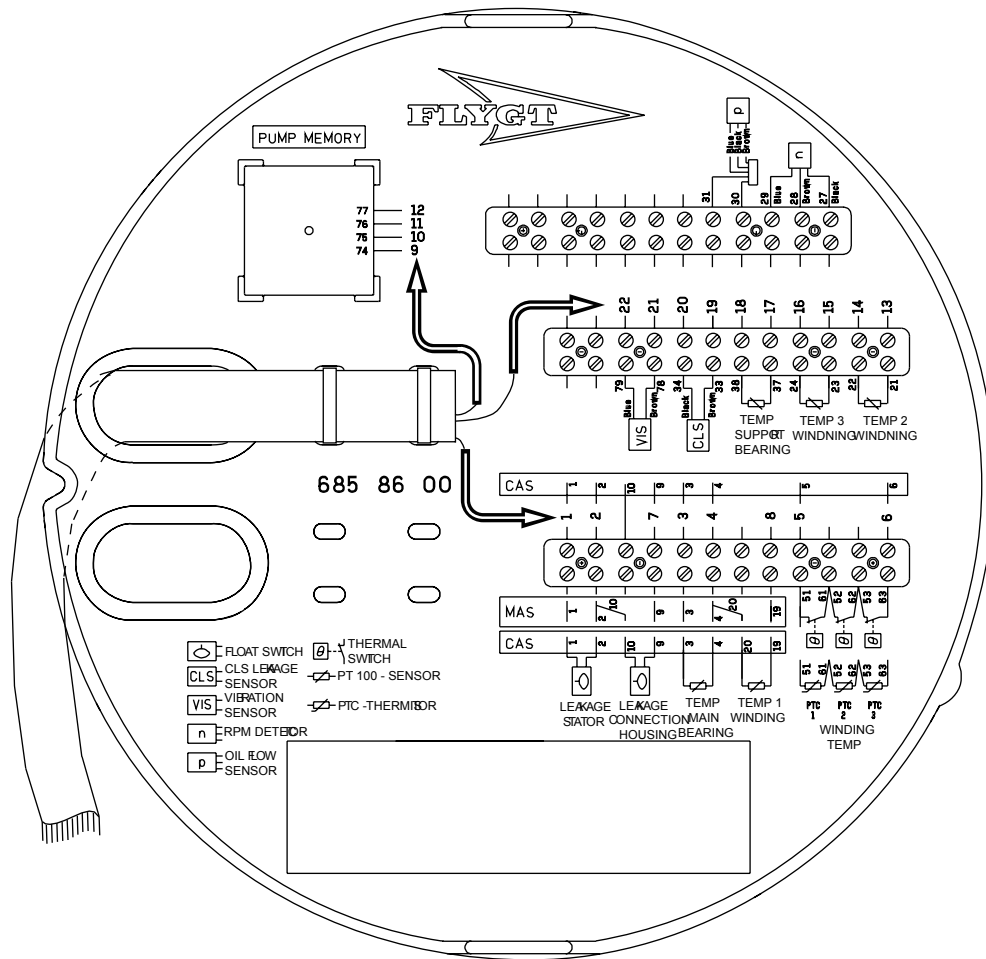 FLYGT
PUMP MEMORY
p
Blue
Black
Brown
n
31 30 29 28 27
Blue Brown Black
77 12
76 11
75 10
74 9
22 21 20 19 18 17 16 15 14 13
79 78 34 33 38 37 24 23 22 21
Blue Brown Black Brown
VIS CLS
TEMP SUPPORT BEARING
TEMP 3 WINDNING
TEMP 2 WINDNING
685 86 00
CAS 1 2 10 9 3 4 5 6
1 2 7 3 4 8 5 6
51 61 52 62 53 63
MAS 1 2 10 9 3 4 20 19
θ θ θ
CAS 1 2 10 9 3 4 20 19
51 61 52 62 53 63
LEAKAGE STATOR
LEAKAGE CONNECTION HOUSING
TEMP MAIN BEARING
TEMP 1 WINDING
PTC 1
PTC 2
PTC 3
WINDING TEMP
FLOAT SWITCH
θ THERMAL SWITCH
CLS CLS LEAKAGE SENSOR
PT 100 - SENSOR
VIS VIBRATION SENSOR
PTC -THERMISTOR
n RPM DETECTOR
p OIL FLOW SENSOR